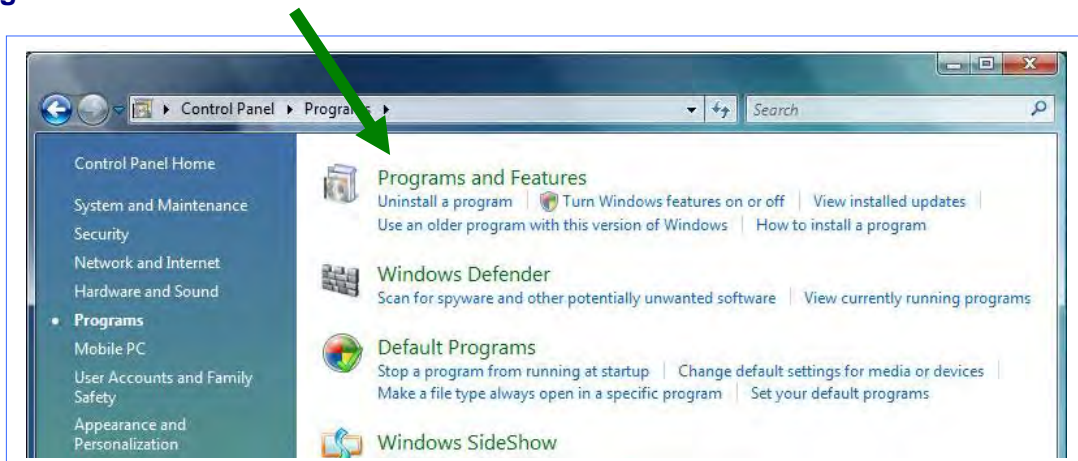 Control Panel Programs
Search
Control Panel Home
System and Maintenance
Security
Network and Internet
Hardware and Sound
Programs
Mobile PC
User Accounts and Family
Safety
Appearance and
Personalization
Programs and Features
Uninstall a program Turn Windows features on or off View installed updates
Use an older program with this version of Windows How to install a program
Windows Defender
Scan for spyware and other potentially unwanted software View currently running programs
Default Programs
Stop a program from running at startup Change default settings for media or devices
Make a file type always open in a specific program Set your default programs
Windows SideShow